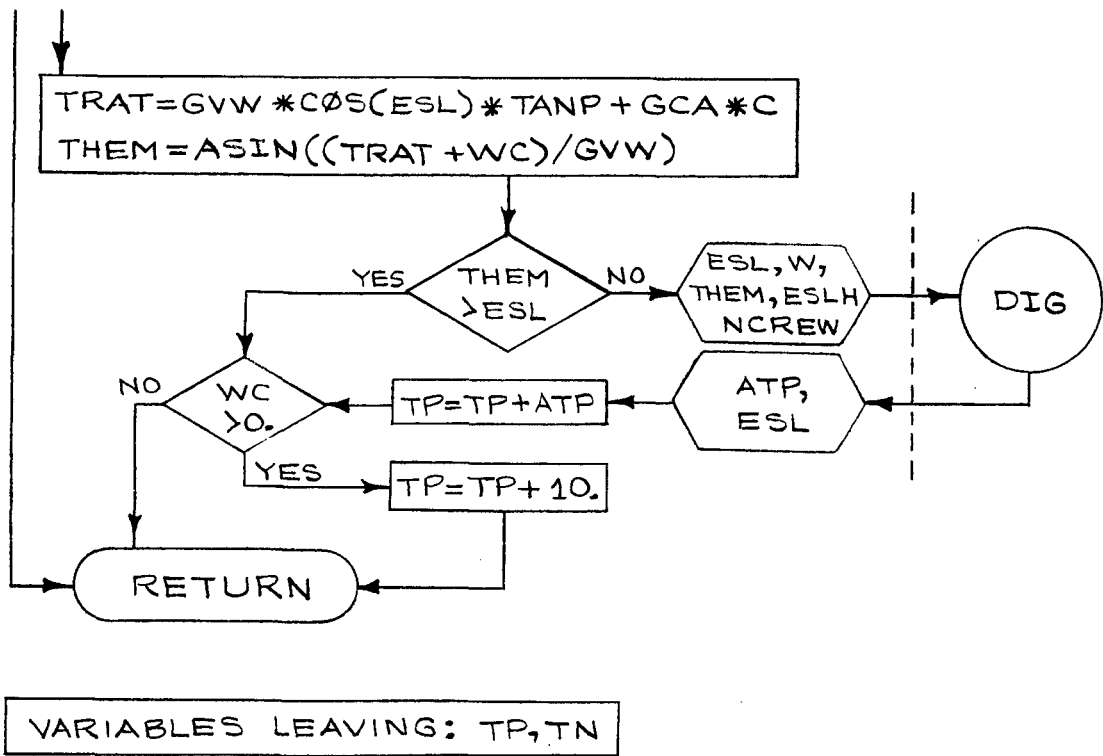 TRAT=GVW*CØS(ESL)*TANP+GCA*C
THEM=ASIN((TRAT+WC)/GVW)
THEM
>ESL
YES
NO
ESL, W,
THEM, ESLH
NCREW
DIG
ATP,
ESL
TP=TP+ATP
WC
>0.
NO
YES
TP=TP+10.
RETURN
VARIABLES LEAVING: TP, TN